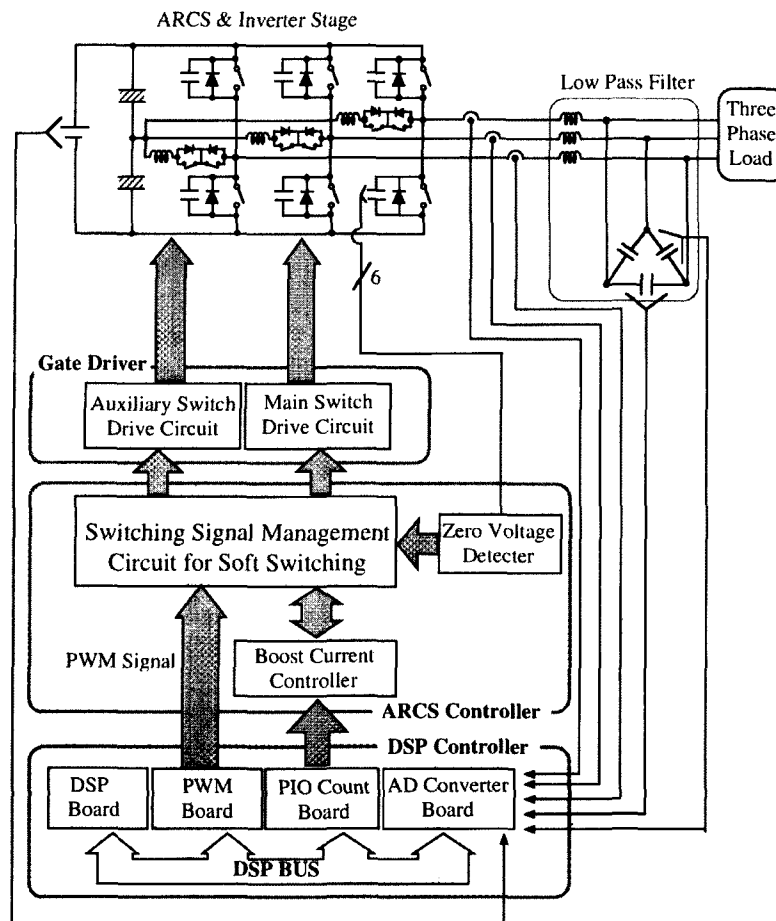 ARCS & Inverter Stage
Low Pass Filter
Three
Phase
Load
6
Gate Driver
Auxiliary Switch
Drive Circuit
Main Switch
Drive Circuit
Switching Signal Management
Circuit for Soft Switching
Zero Voltage
Detecter
PWM Signal
Boost Current
Controller
ARCS Controller
DSP Controller
DSP
Board
PWM
Board
PIO Count
Board
AD Converter
Board
DSP BUS